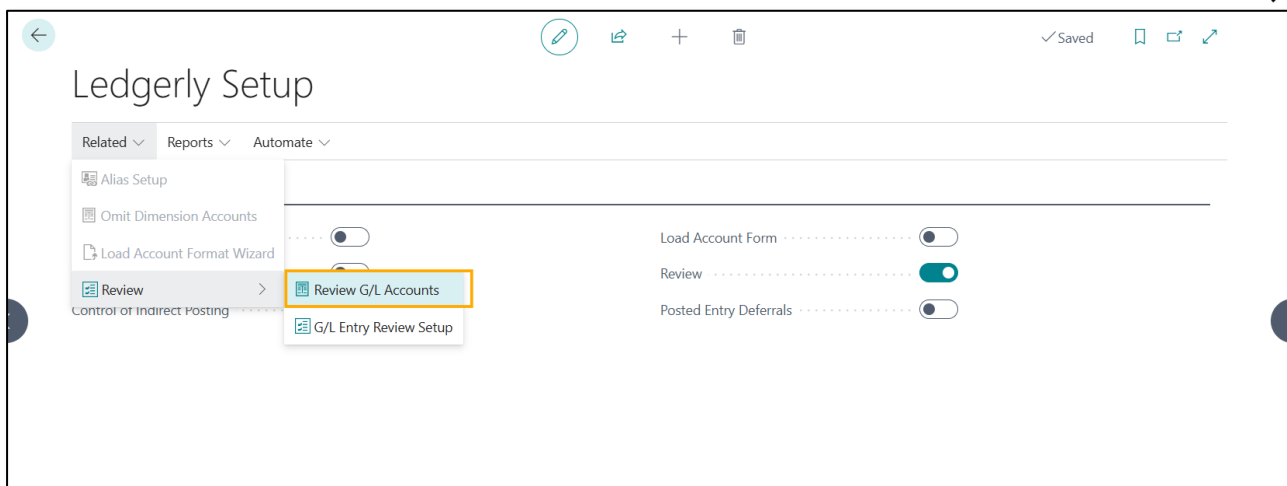 Saved
Ledgerly Setup
Related Reports Automate
Alias Setup
Omit Dimension Accounts
Load Account Format Wizard
Load Account Form
Review
Review G/L Accounts
Review
Control of Indirect Posting
G/L Entry Review Setup
Posted Entry Deferrals